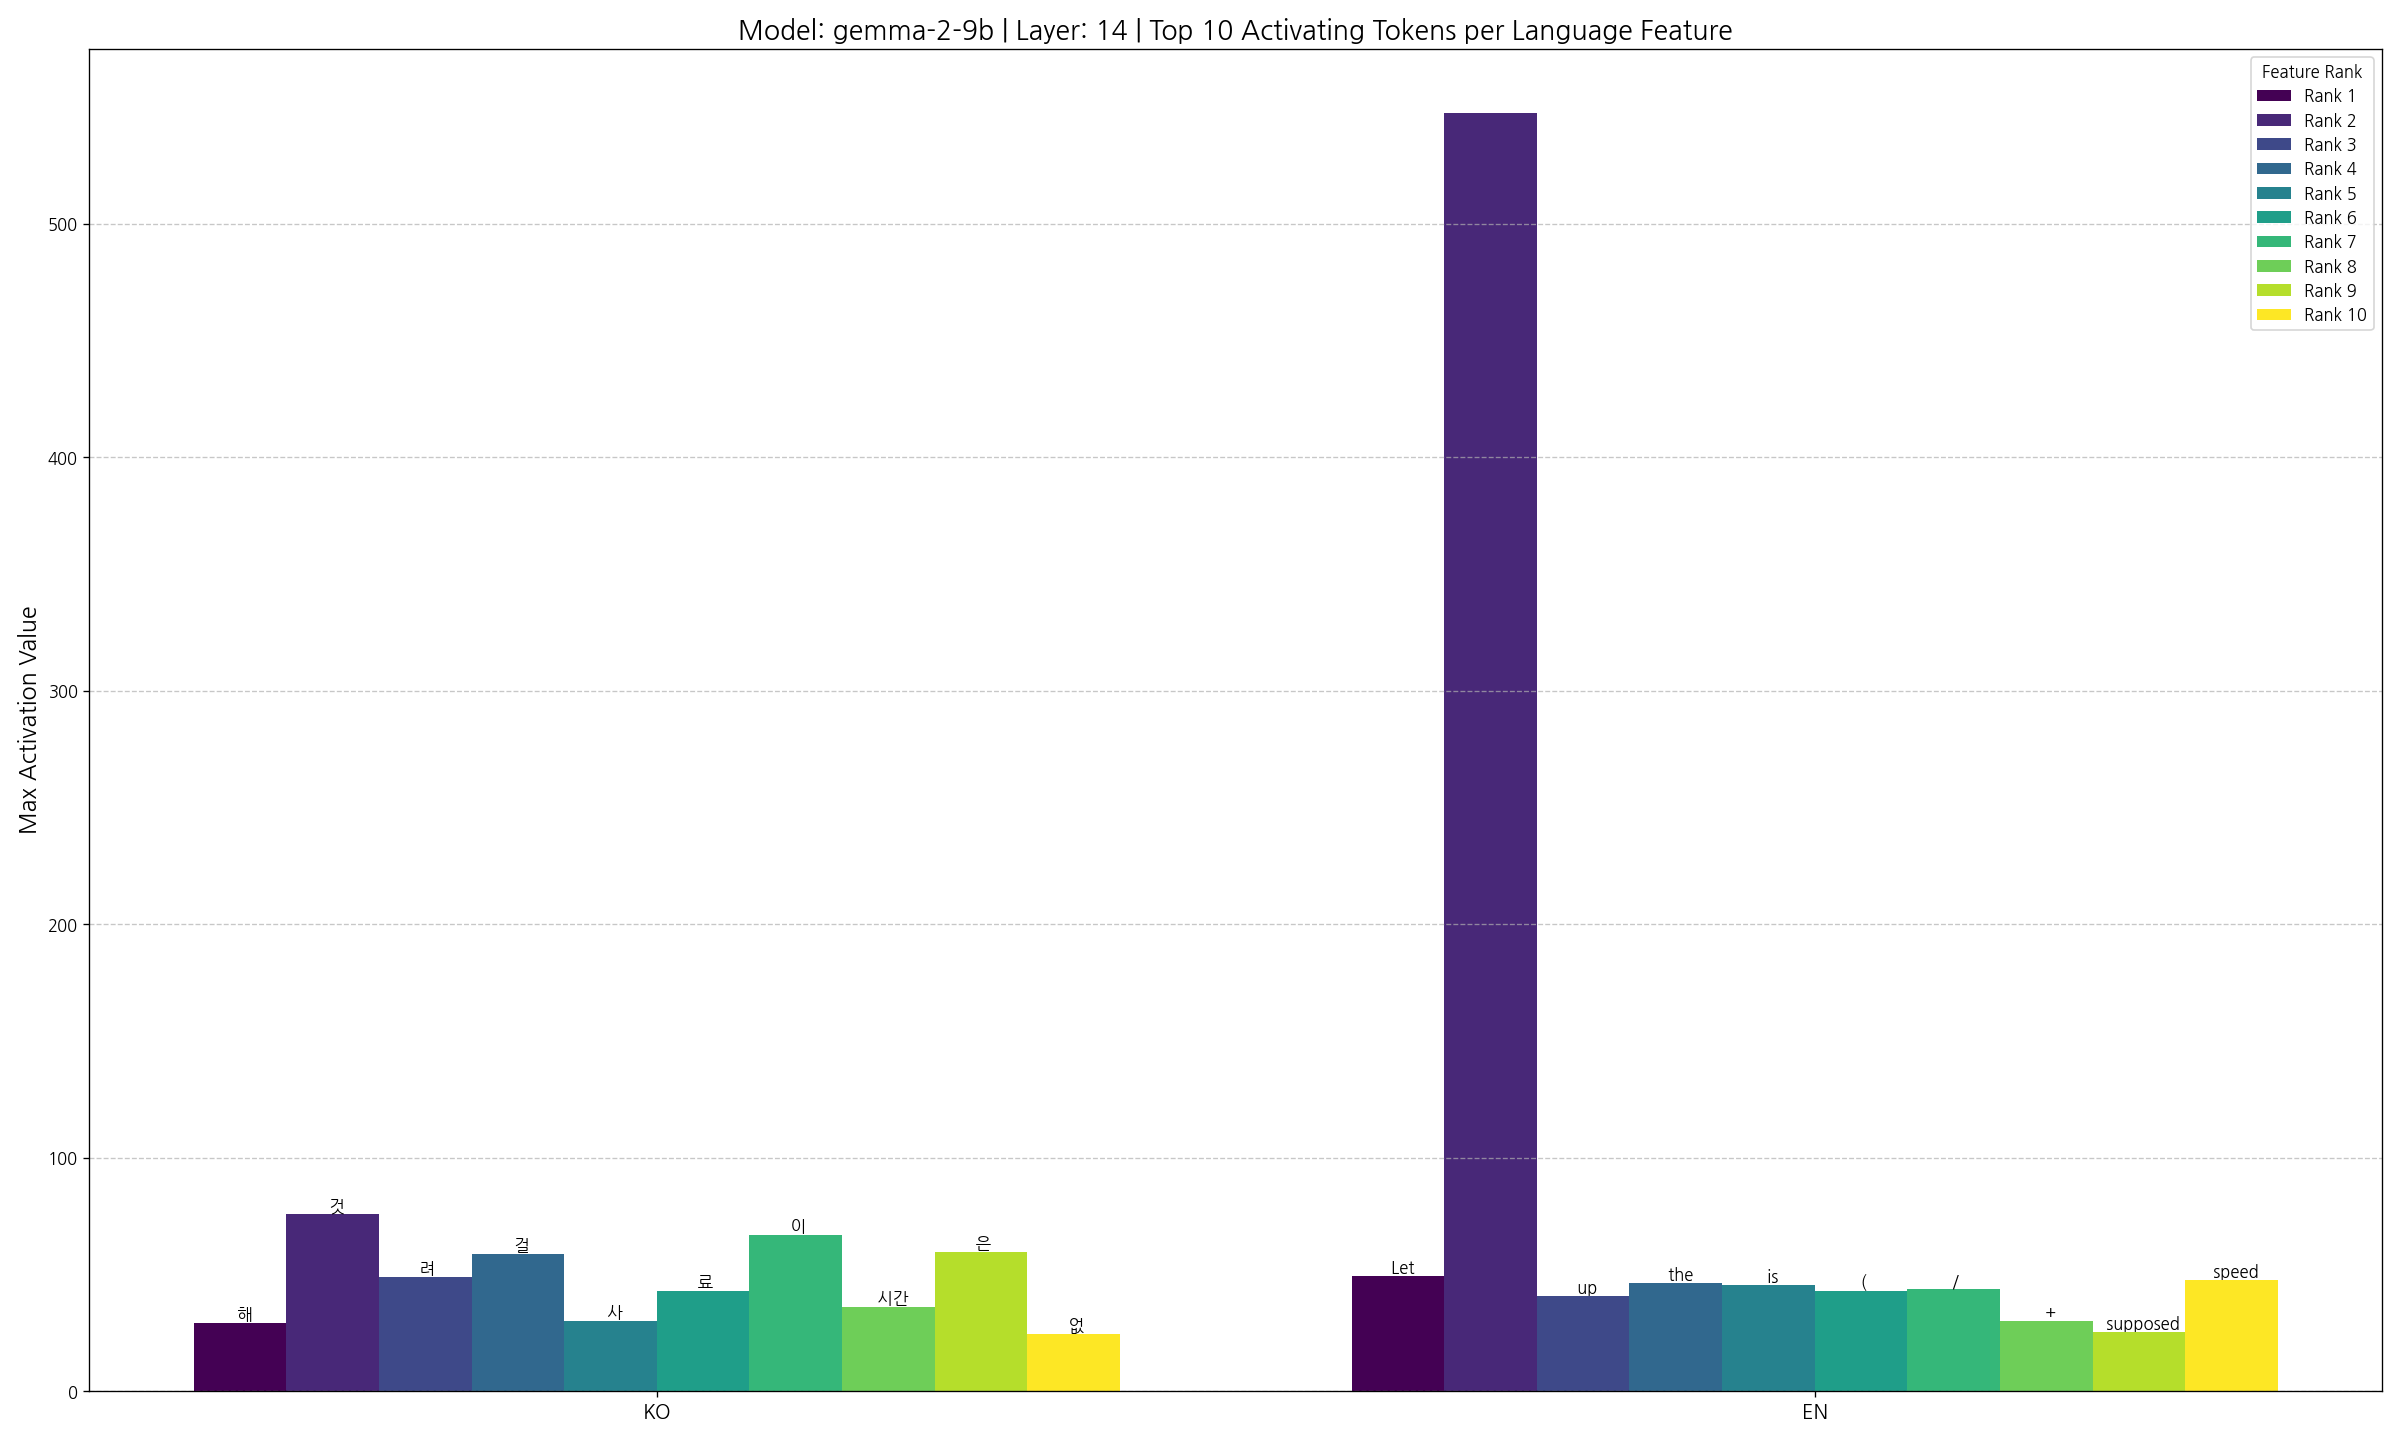 Model: gemma-2-9b | Layer: 14 | Top 10 Activating Tokens per Language Feature
Feature Rank
Rank 1
Rank 2
Rank 3
Rank 4
Rank 5
Rank 6
Rank 7
Rank 8
Rank 9
Rank 10
Max Activation Value
500
400
300
200
100
0
해
것
려
걸
사
료
이
시간
은
없
Let
up
the
is
(
/
+
supposed
speed
KO
EN